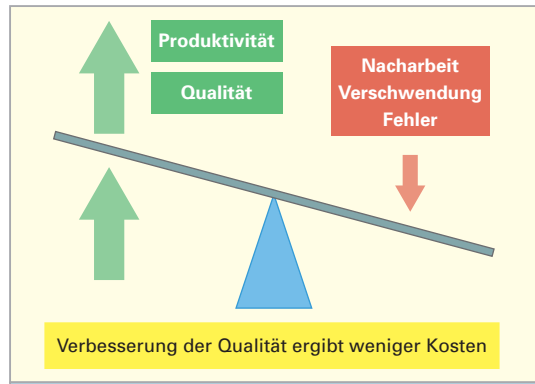 Produktivität
Qualität
Nacharbeit
Verschwendung
Fehler
Verbesserung der Qualität ergibt weniger Kosten